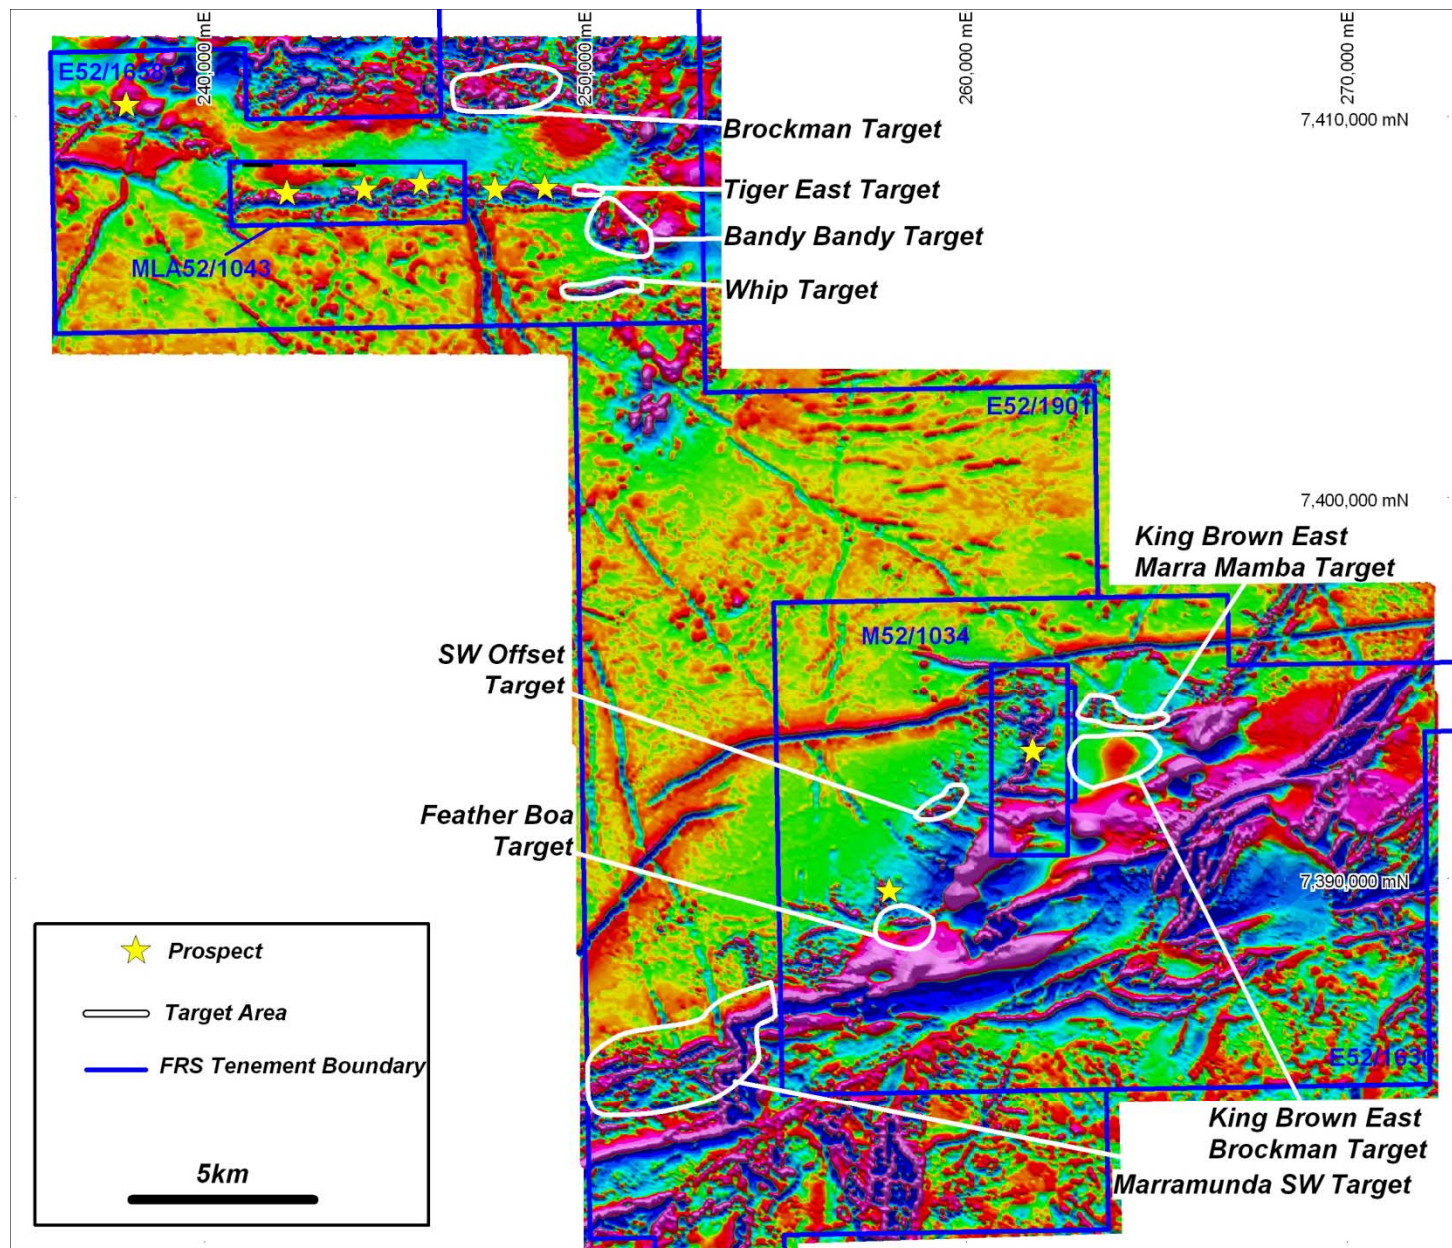 240,000 mE
250,000 mE
260,000 mE
270,000 mE
E52/1658
7,410,000 mN
Brockman Target
Tiger East Target
Bandy Bandy Target
MLA52/1043
Whip Target
E52/1901
7,400,000 mN
King Brown East
Marra Mamba Target
M52/1034
SW Offset
Target
Feather Boa
Target
7,390,000 mN
Prospect
Target Area
FRS Tenement Boundary
5km
E52/1630
King Brown East
Brockman Target
Marramunda SW Target